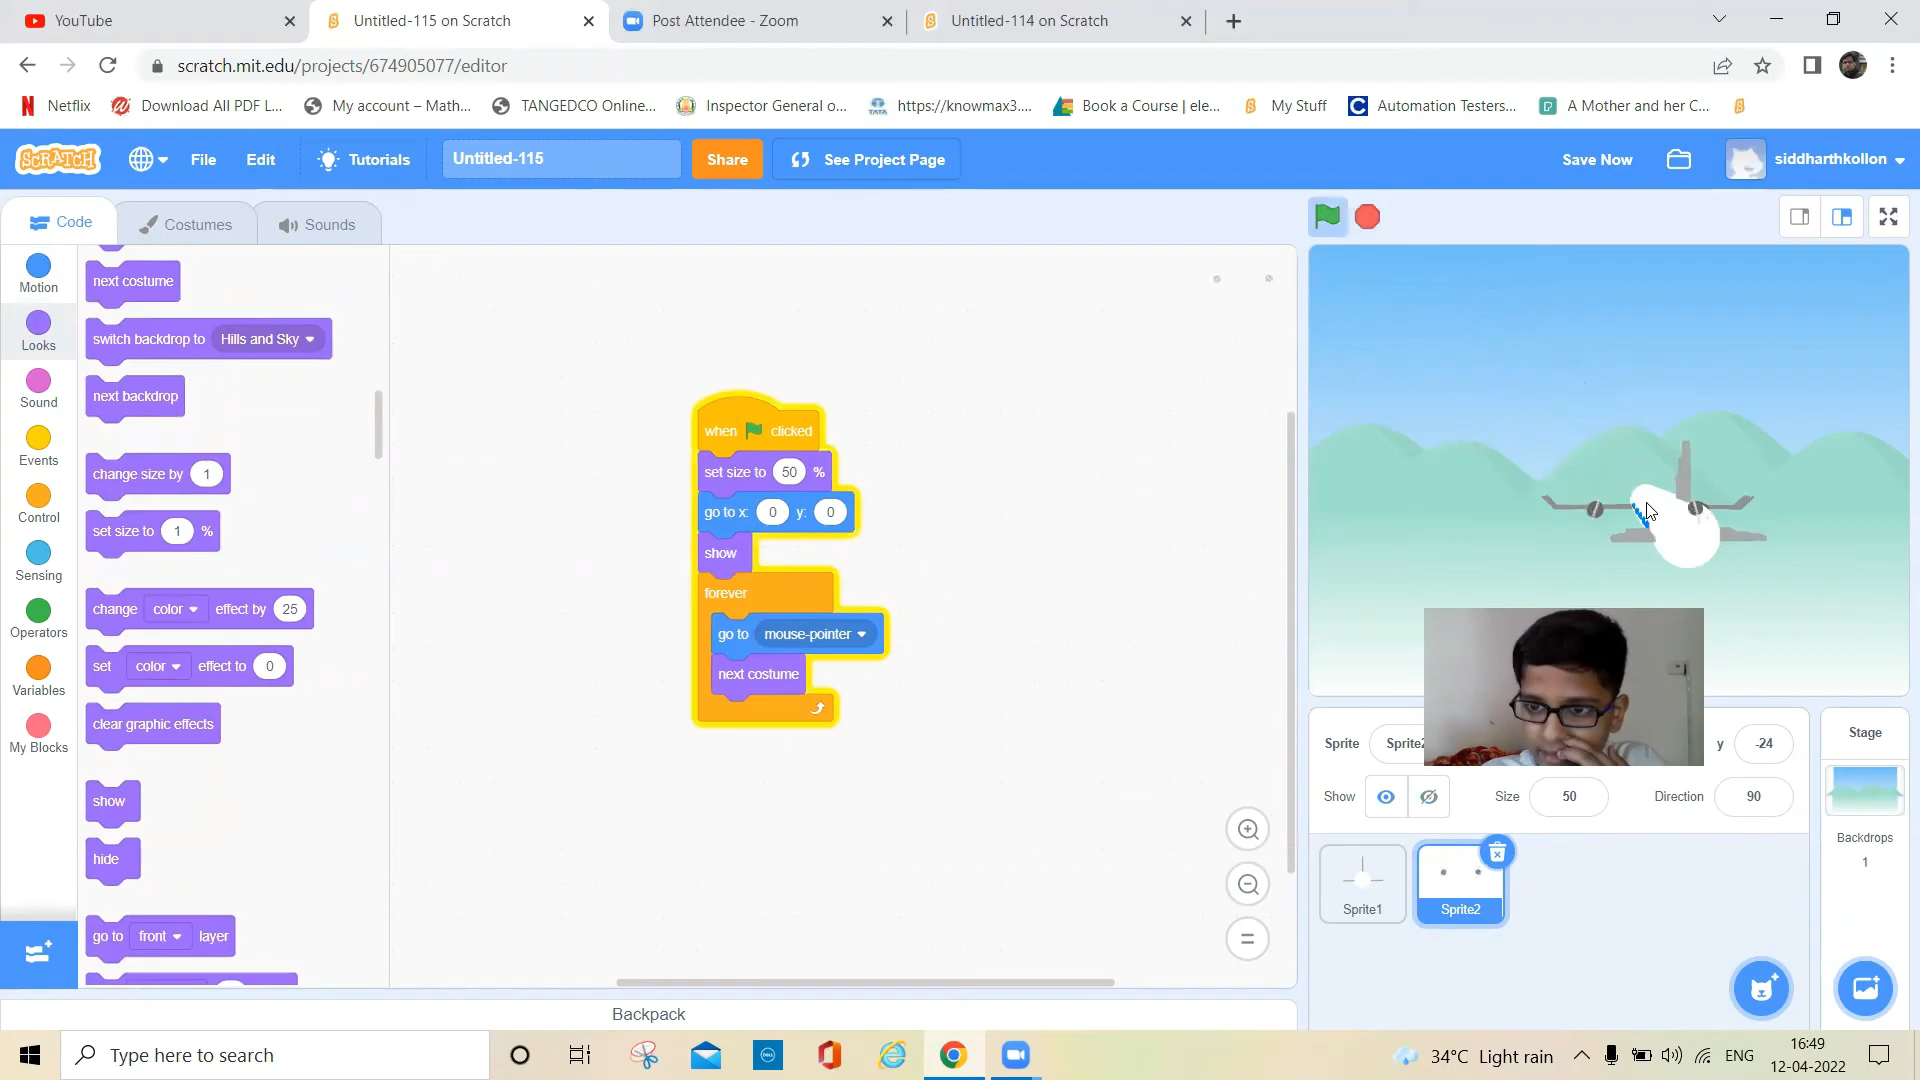 YouTube
Untitled-115 on Scratch
Post Attendee - Zoom
Untitled-114 on Scratch
scratch.mit.edu/projects/674905077/editor
Netflix
Download All PDF L...
My account – Math...
TANGEDCO Online...
Inspector General o...
https://knowmax3....
Book a Course | ele...
My Stuff
Automation Testers...
A Mother and her C...
SCRATCH
File
Edit
Tutorials
Untitled-115
Share
See Project Page
Save Now
siddharthkollon
Code
Costumes
Sounds
Motion
Looks
Sound
Events
Control
Sensing
Operators
Variables
My Blocks
next costume
switch backdrop to Hills and Sky
next backdrop
change size by 1
set size to 1 %
change color effect by 25
set color effect to 0
clear graphic effects
show
hide
go to front layer
when clicked
set size to 50 %
go to x: 0 y: 0
show
forever
go to mouse-pointer
next costume
Sprite
Sprite2
y
-24
Show
Size
50
Direction
90
Sprite1
Sprite2
Stage
Backdrops
1
Backpack
Type here to search
34°C Light rain
ENG
16:49
12-04-2022